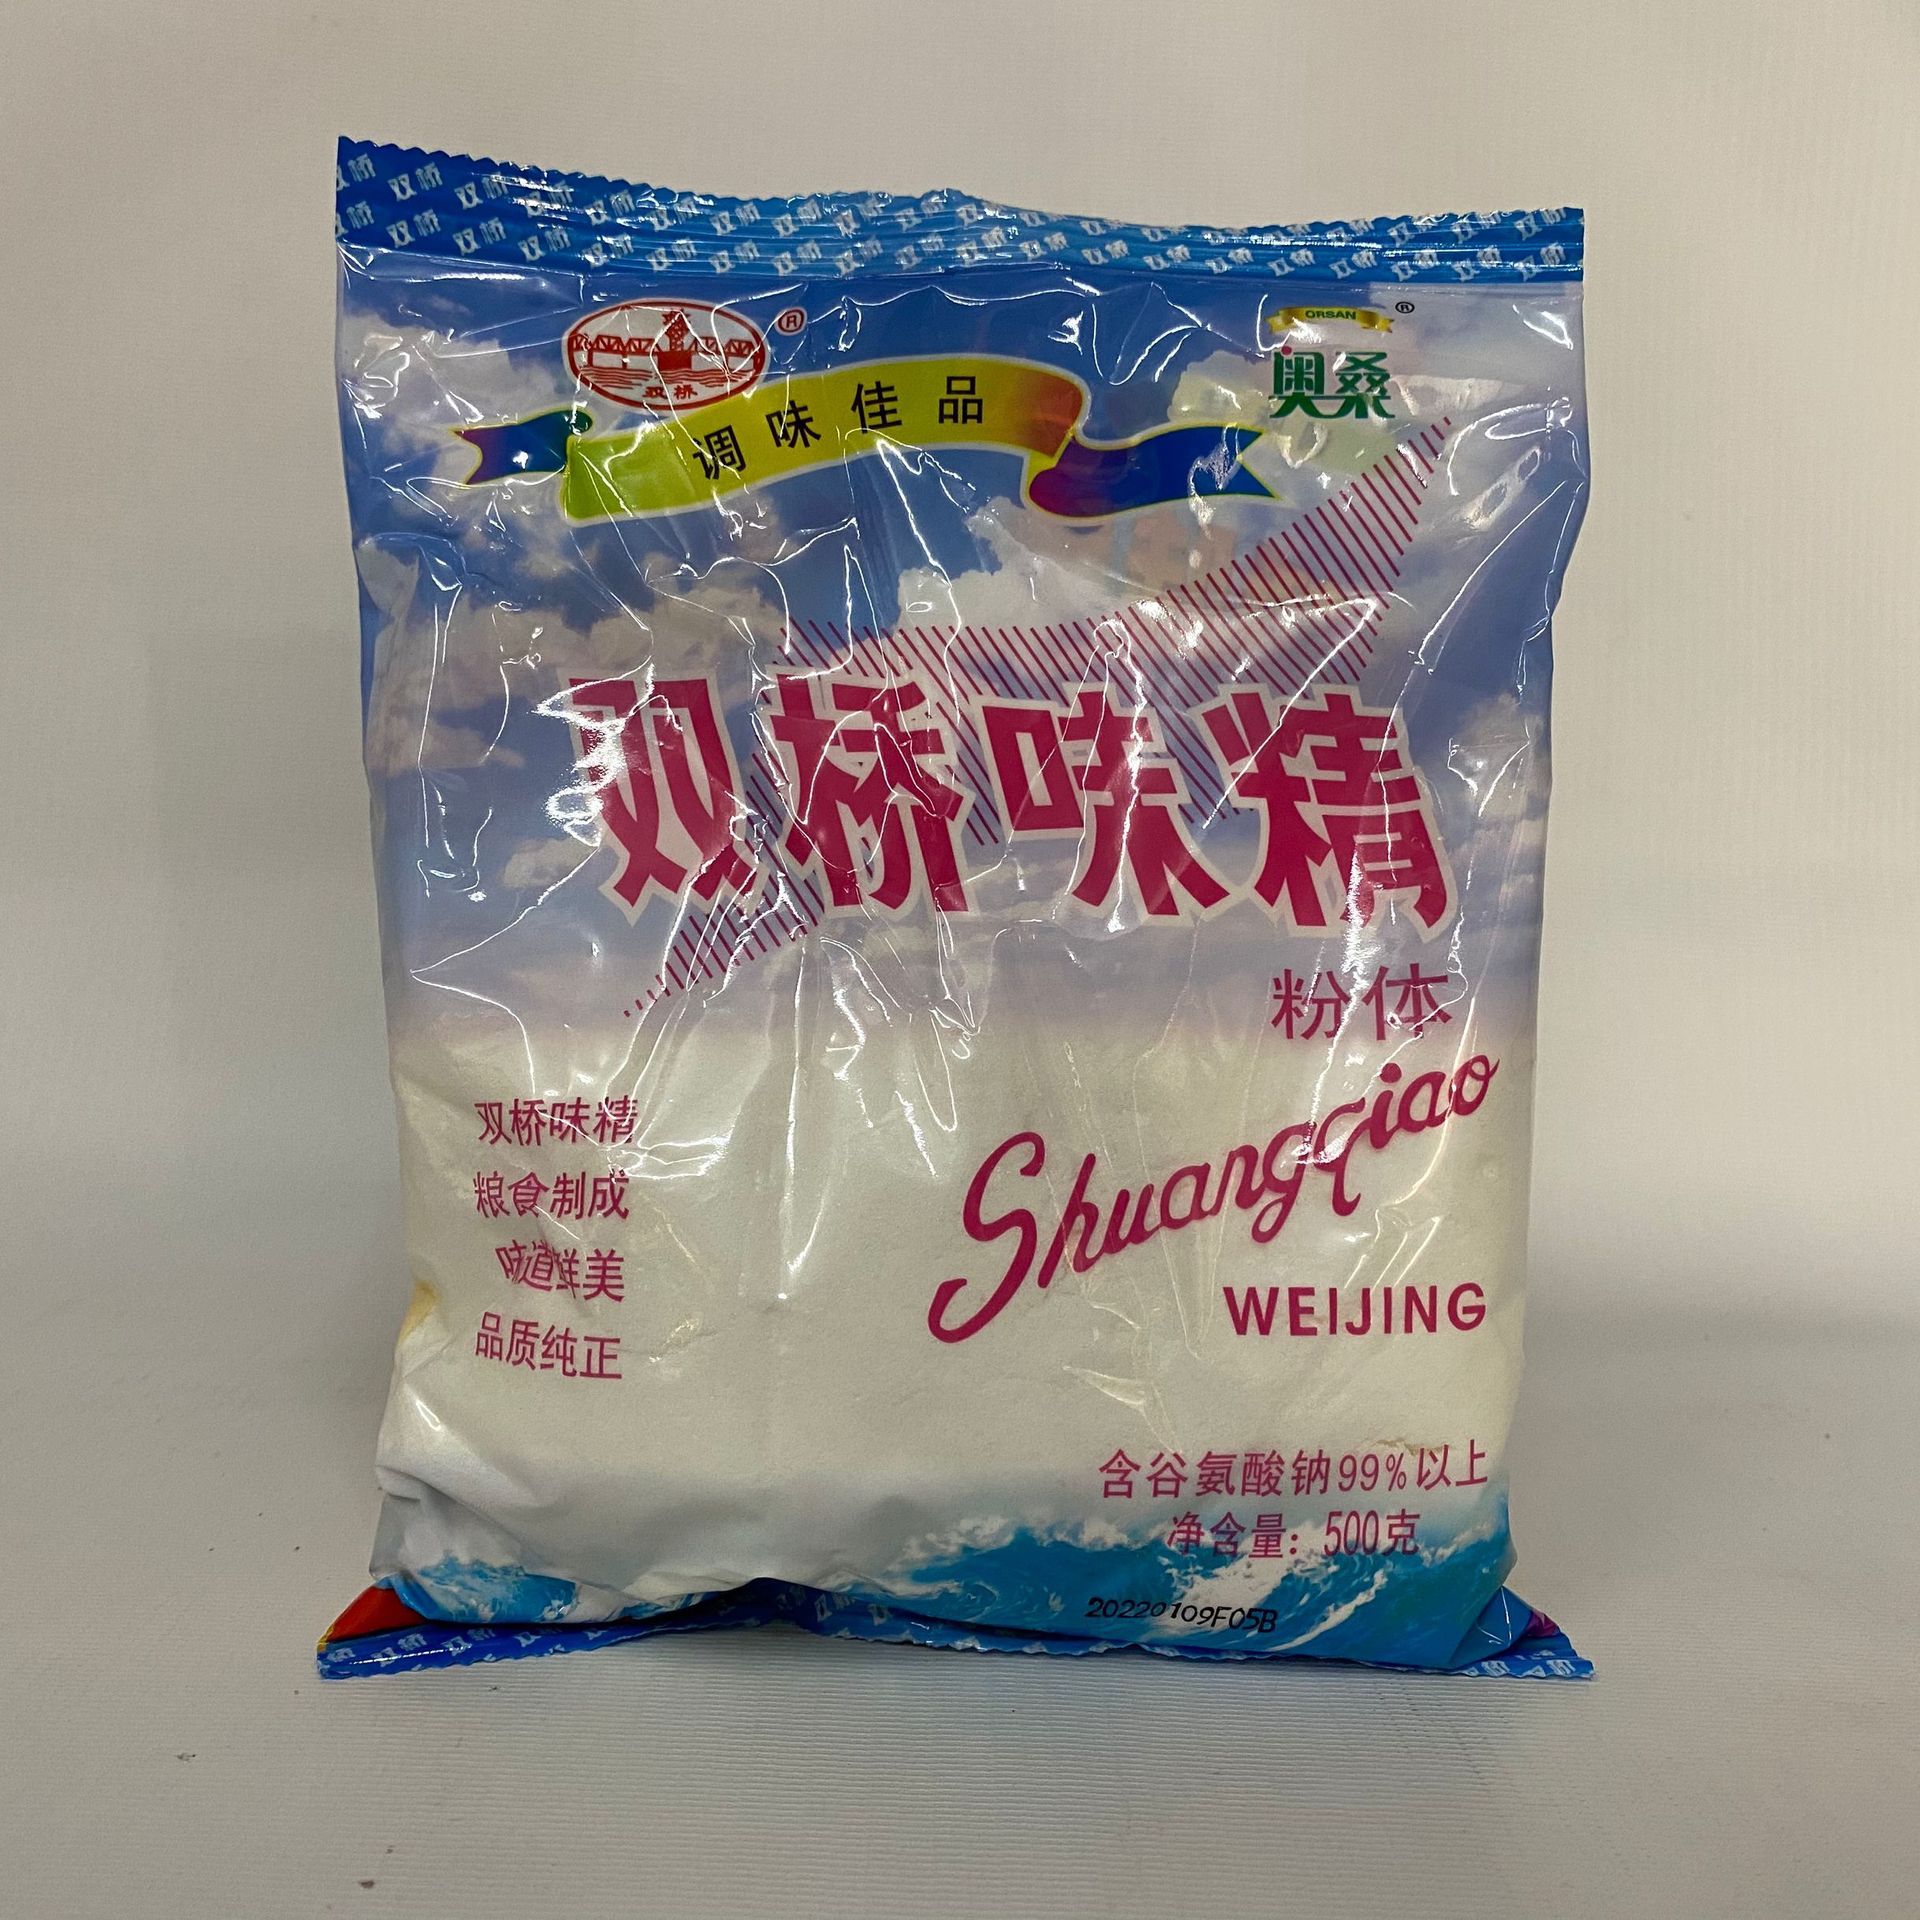 双桥
®
ORSAN
®
奥桑
调味佳品
双桥味精
粉体
Shuangqiao
WEIJING
双桥味精
粮食制成
味道鲜美
品质纯正
含谷氨酸钠99%以上
净含量：500克
20220109F05B